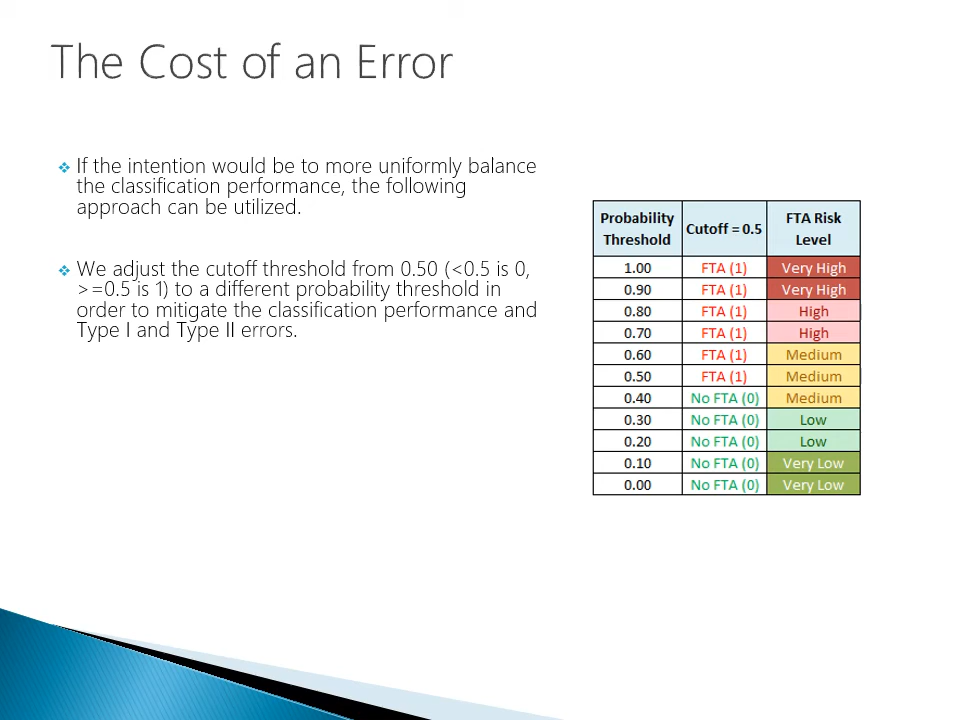 The Cost of an Error
❖ If the intention would be to more uniformly balance
the classification performance, the following
approach can be utilized.
❖ We adjust the cutoff threshold from 0.50 (<0.5 is 0,
>=0.5 is 1) to a different probability threshold in
order to mitigate the classification performance and
Type I and Type II errors.
Probability Threshold Cutoff = 0.5 FTA Risk Level
1.00 FTA (1) Very High
0.90 FTA (1) Very High
0.80 FTA (1) High
0.70 FTA (1) High
0.60 FTA (1) Medium
0.50 FTA (1) Medium
0.40 No FTA (0) Medium
0.30 No FTA (0) Low
0.20 No FTA (0) Low
0.10 No FTA (0) Very Low
0.00 No FTA (0) Very Low